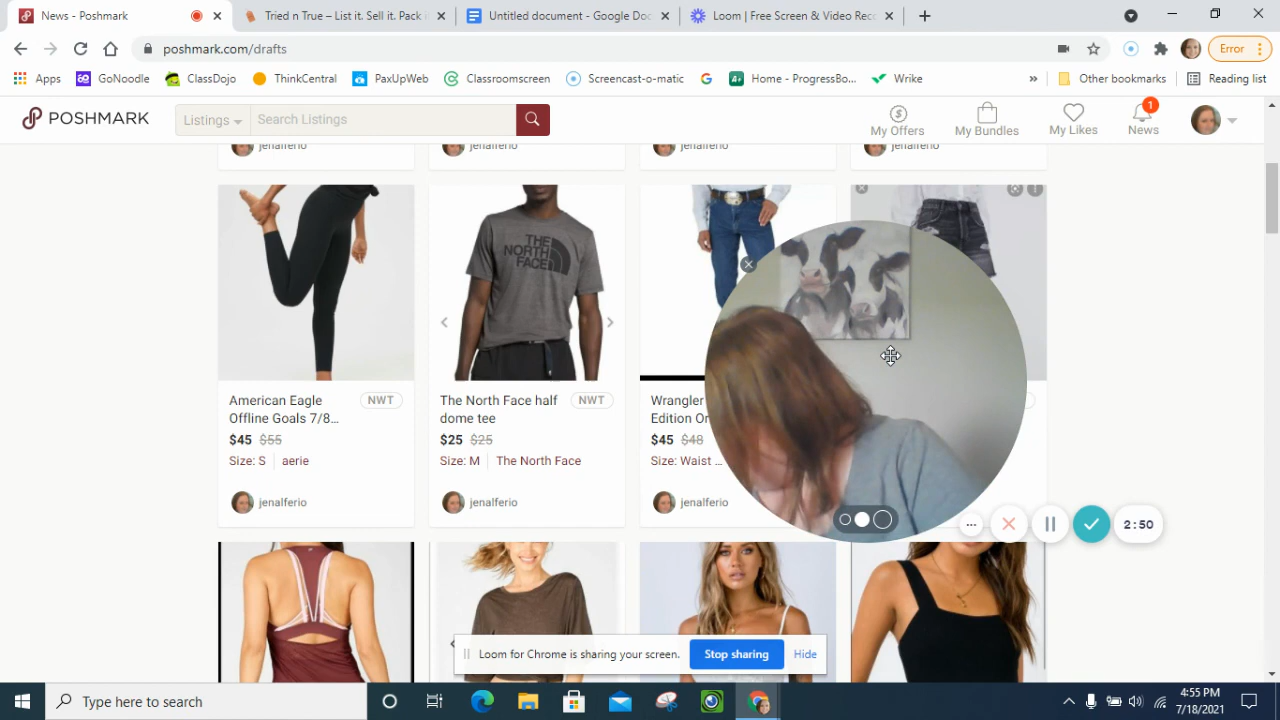 News - Poshmark
Tried n True – List it. Sell it. Pack i
Untitled document - Google Doc
Loom | Free Screen & Video Rec
poshmark.com/drafts
Error
Apps
GoNoodle
ClassDojo
ThinkCentral
PaxUpWeb
Classroomscreen
Screencast-o-matic
Home - ProgressBo...
Wrike
»
Other bookmarks
Reading list
POSHMARK
Listings
Search Listings
My Offers
My Bundles
My Likes
1
News
jenalferio
jenalferio
jenalferio
jenalferio
THE
NORTH
FACE
American Eagle
Offline Goals 7/8...
NWT
$45 $55
Size: S aerie
jenalferio
The North Face half
dome tee
NWT
$25 $25
Size: M The North Face
jenalferio
Wrangler
Edition Or
$45 $48
Size: Waist ...
jenalferio
2:50
Loom for Chrome is sharing your screen.
Stop sharing
Hide
Type here to search
4:55 PM
7/18/2021